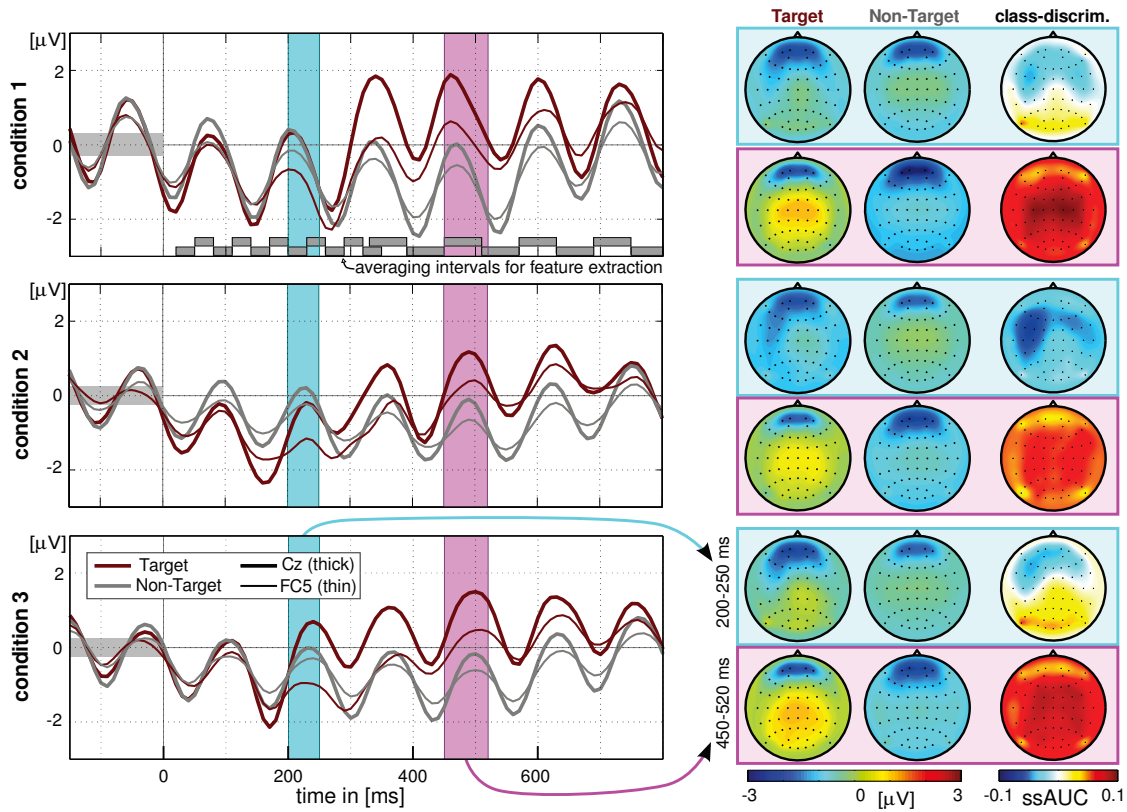 Target Non-Target class-discrim.
[μV]
2
0
-2
condition 1
averaging intervals for feature extraction
[μV]
2
0
-2
condition 2
[μV]
2
0
-2
condition 3
Target
Non-Target
Cz (thick)
FC5 (thin)
0 200 400 600
time in [ms]
200-250 ms
450-520 ms
-3 0 [μV] 3
-0.1 ssAUC 0.1